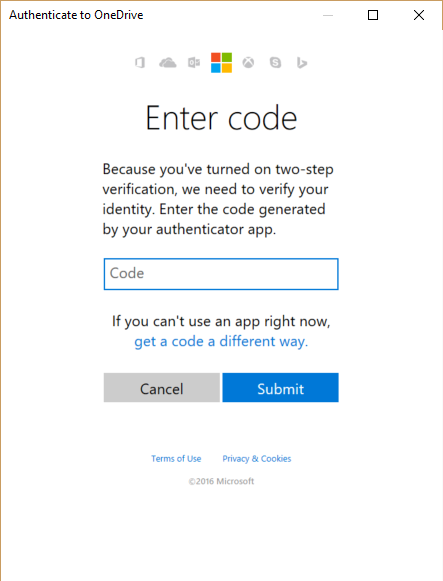 Authenticate to OneDrive
Enter code
Because you've turned on two-step
verification, we need to verify your
identity. Enter the code generated
by your authenticator app.
Code
If you can't use an app right now,
get a code a different way.
Cancel Submit
Terms of Use Privacy & Cookies
©2016 Microsoft